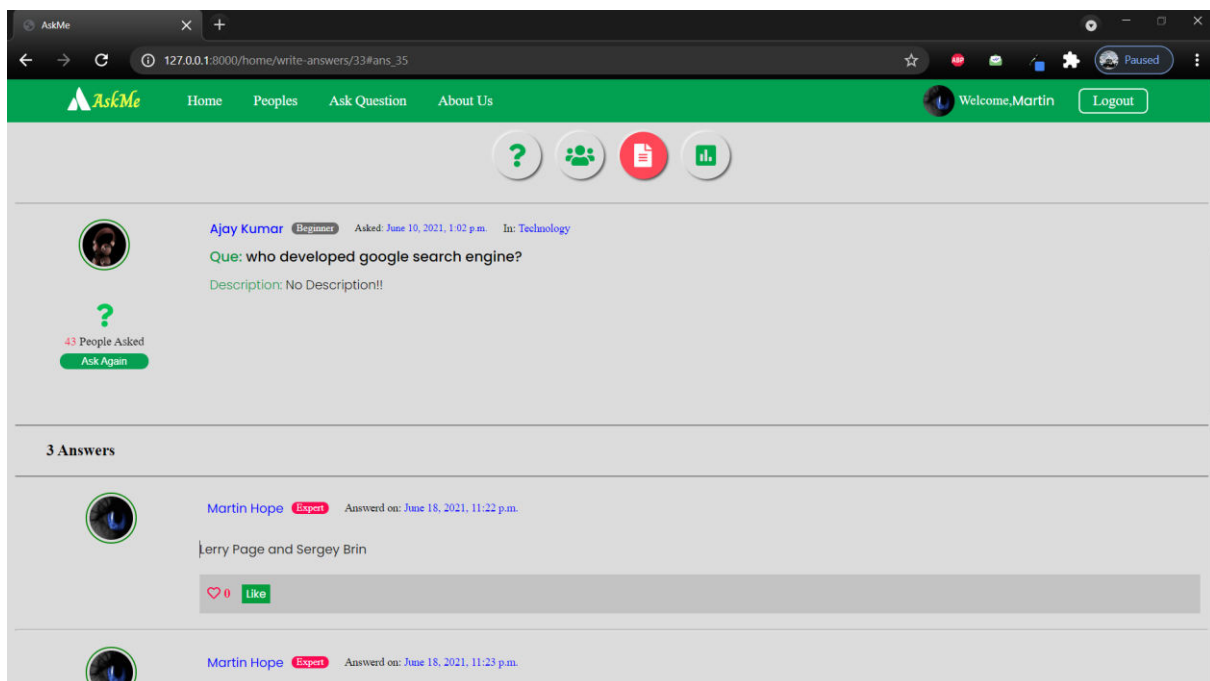 AskMe
127.0.0.1:8000/home/write-answers/33#ans_35
ABP
Paused
AskMe Home Peoples Ask Question About Us Welcome,Martin Logout
?
Ajay Kumar Beginner Asked: June 10, 2021, 1:02 p.m. In: Technology
Que: who developed google search engine?
Description: No Description!!
?
43 People Asked
Ask Again
3 Answers
Martin Hope Expert Answerd on: June 18, 2021, 11:22 p.m.
Lerry Page and Sergey Brin
0 Like
Martin Hope Expert Answerd on: June 18, 2021, 11:23 p.m.